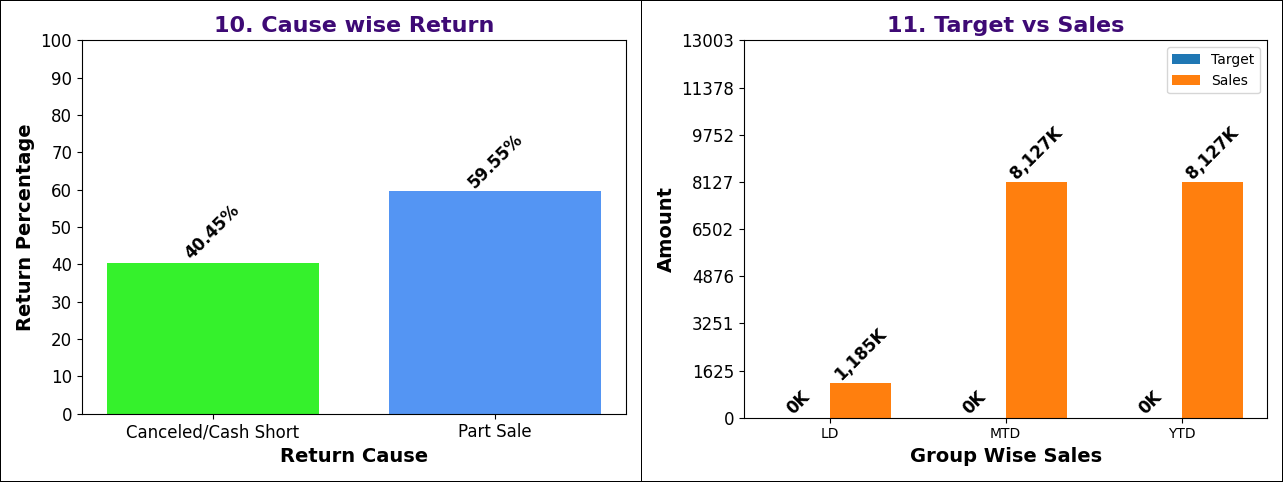 10. Cause wise Return
100
90
80
70
60
50
40
30
20
10
0
Return Percentage
40.45%
59.55%
Canceled/Cash Short
Part Sale
Return Cause
11. Target vs Sales
13003
11378
9752
8127
6502
4876
3251
1625
0
Amount
Target
Sales
0K
1,185K
0K
8,127K
0K
8,127K
LD
MTD
YTD
Group Wise Sales